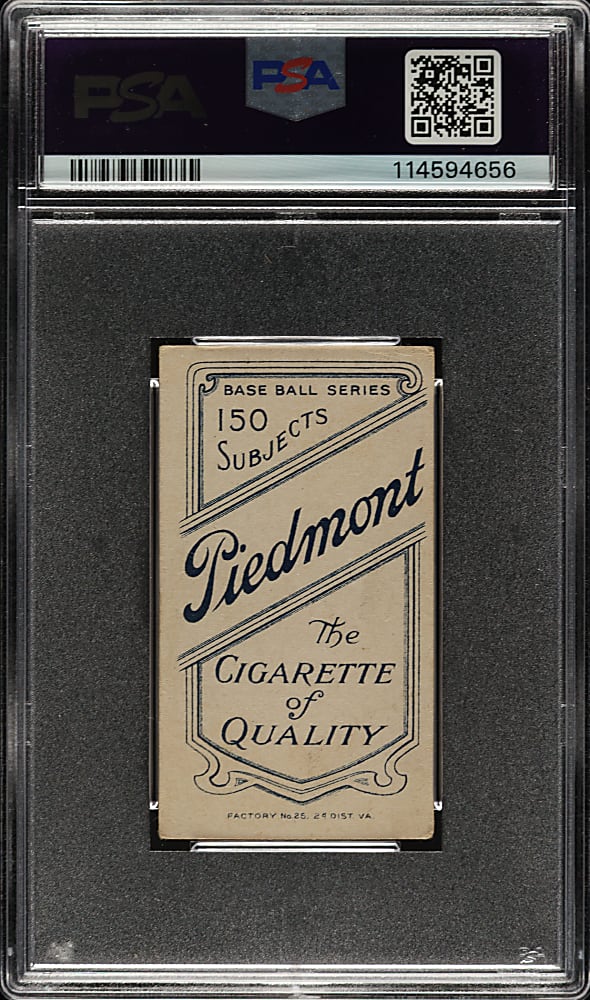 PSA
PSA
114594656
BASE BALL SERIES
150
SUBJECTS
Piedmont
The
CIGARETTE
of
QUALITY
FACTORY No.25, 2d DIST. VA.